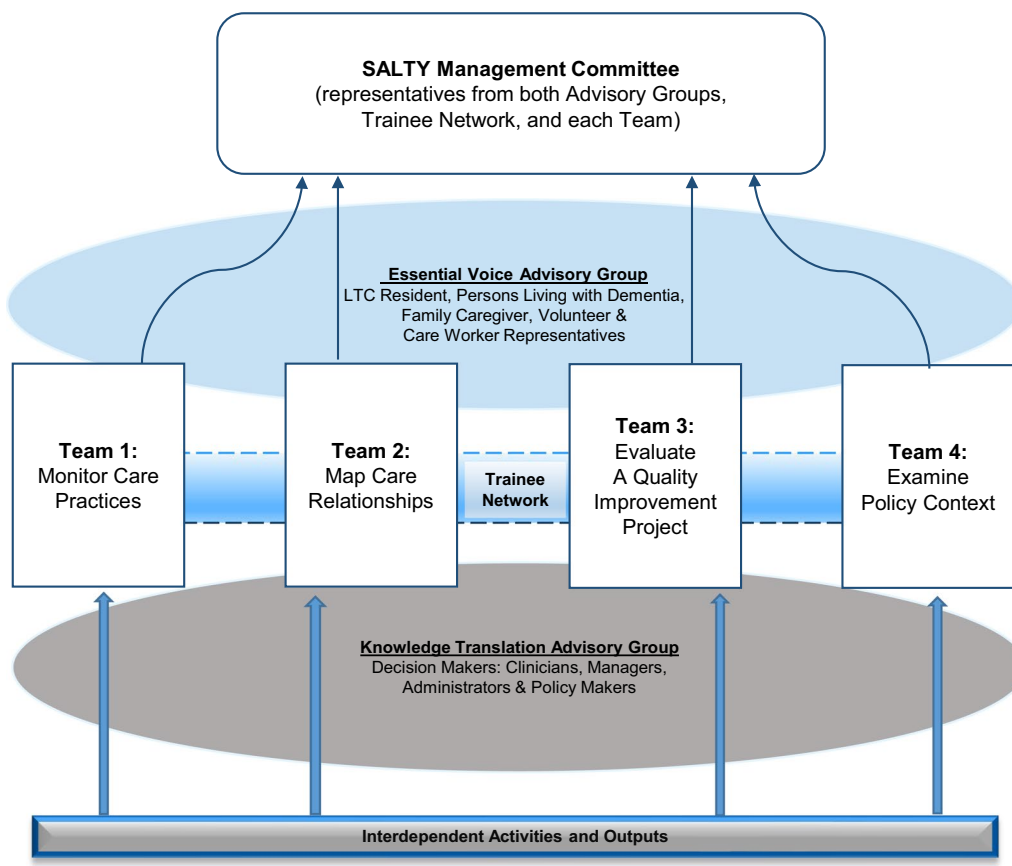 SALTY Management Committee
(representatives from both Advisory Groups,
Trainee Network, and each Team)
Essential Voice Advisory Group
LTC Resident, Persons Living with Dementia,
Family Caregiver, Volunteer &
Care Worker Representatives
Team 1:
Monitor Care
Practices
Team 2:
Map Care
Relationships
Trainee
Network
Team 3:
Evaluate
A Quality
Improvement
Project
Team 4:
Examine
Policy Context
Knowledge Translation Advisory Group
Decision Makers: Clinicians, Managers,
Administrators & Policy Makers
Interdependent Activities and Outputs